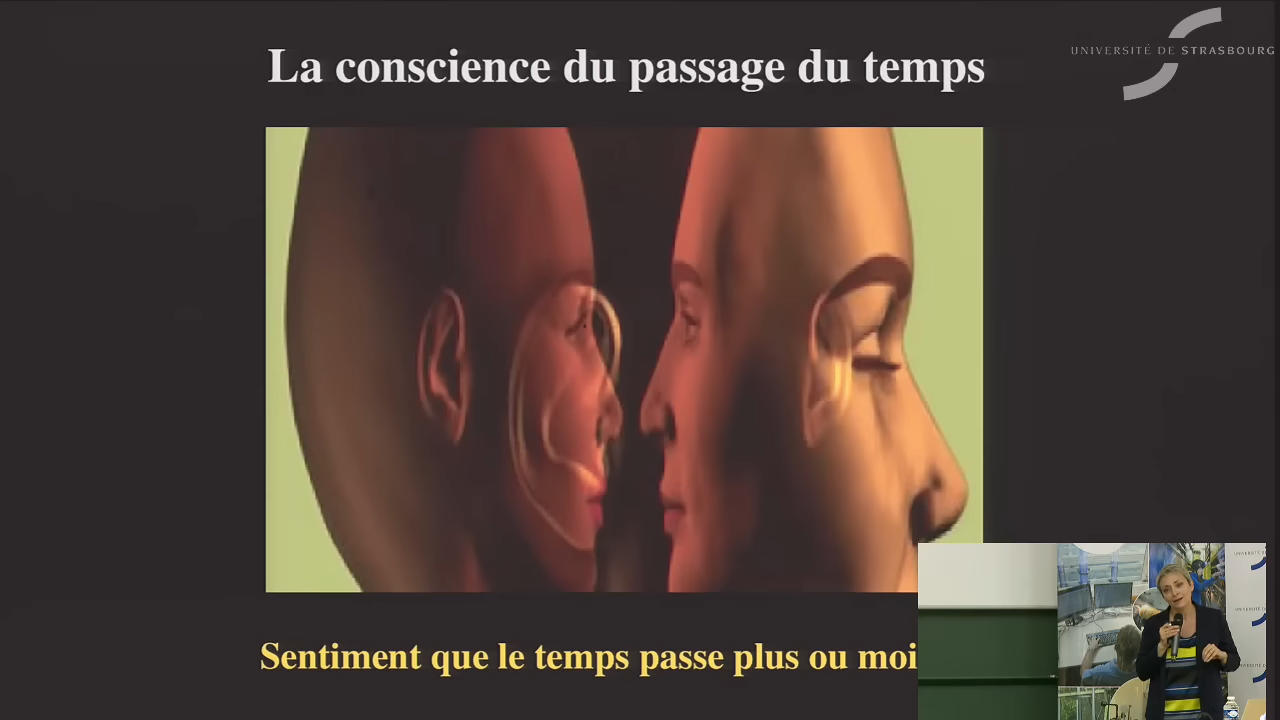 La conscience du passage du temps
UNIVERSITÉ DE STRASBOURG
Sentiment que le temps passe plus ou moi